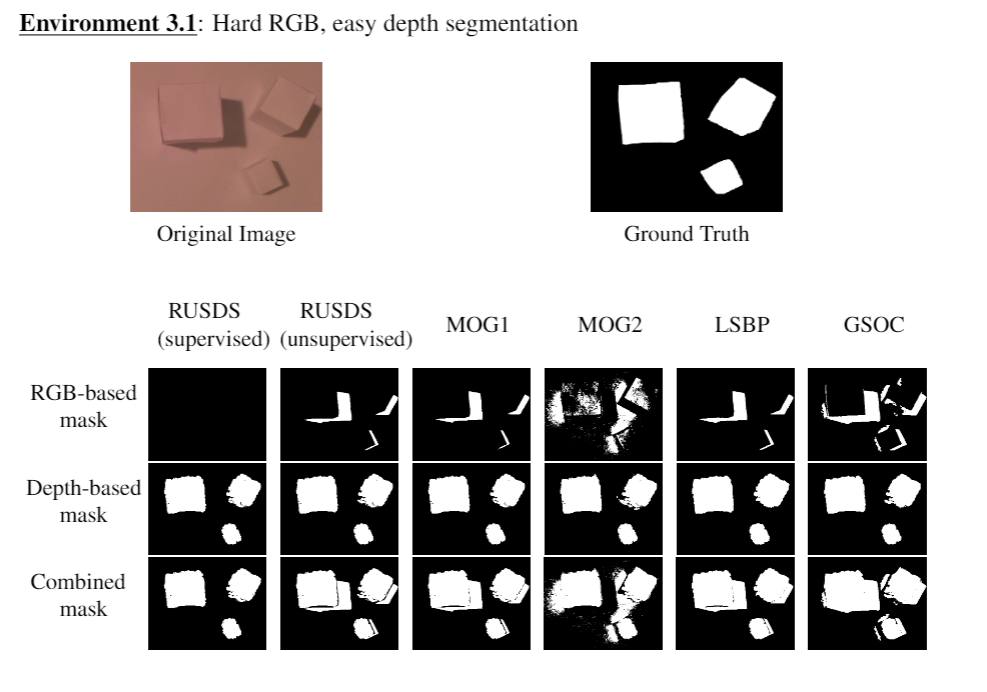 Environment 3.1: Hard RGB, easy depth segmentation
Original Image
Ground Truth
RUSDS
(supervised)
RUSDS
(unsupervised)
MOG1
MOG2
LSBP
GSOC
RGB-based
mask
Depth-based
mask
Combined
mask